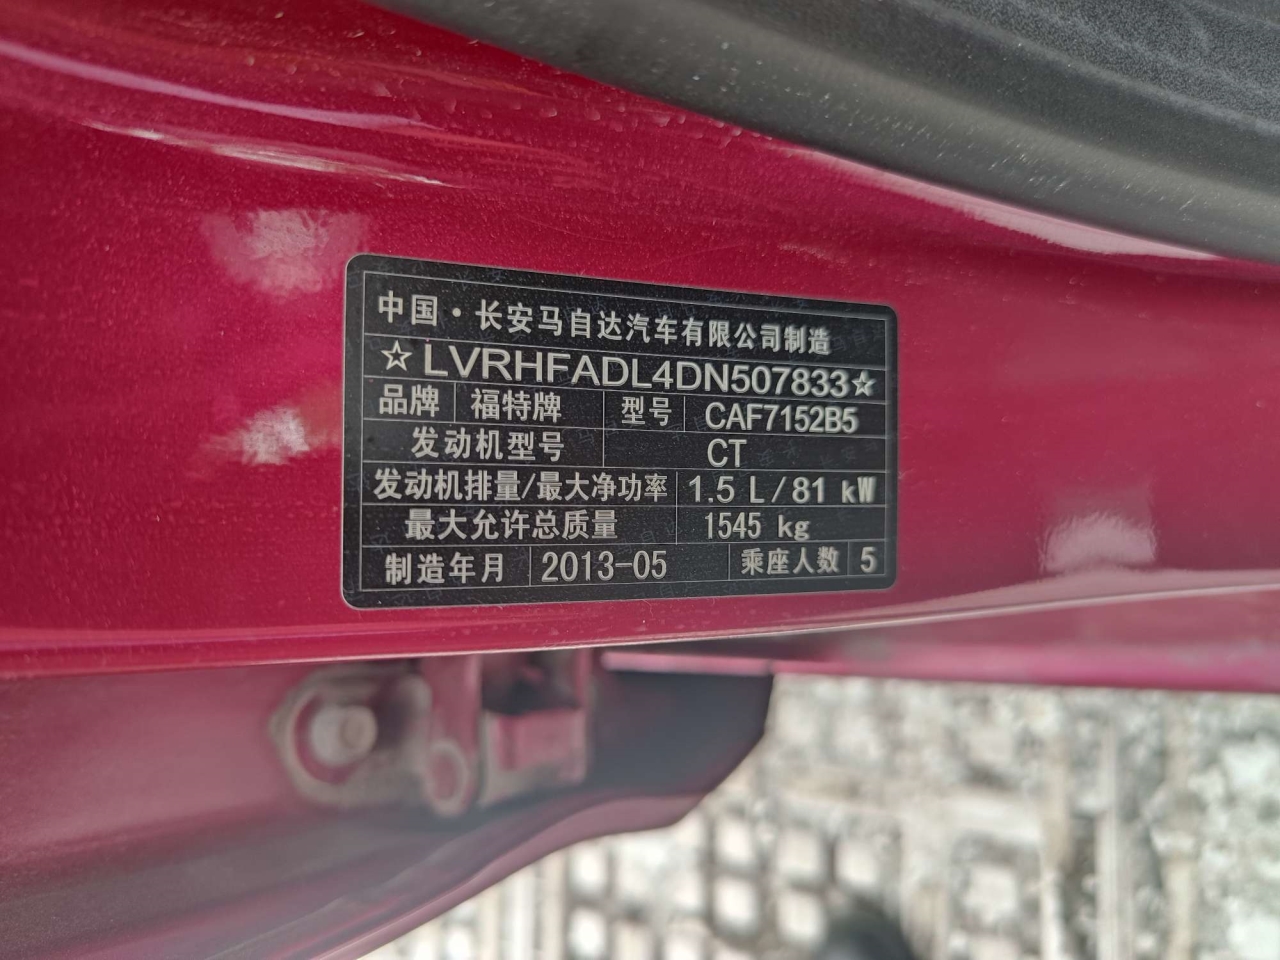 中国·长安马自达汽车有限公司制造
☆LVRHFADL4DN507833☆
品牌 福特牌 型号 CAF7152B5
发动机型号 CT
发动机排量/最大净功率 1.5 L/81 kW
最大允许总质量 1545 kg
制造年月 2013-05 乘座人数 5